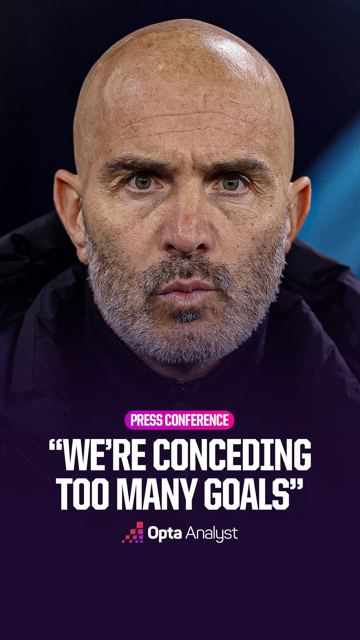 PRESS CONFERENCE
“WE’RE CONCEDING
TOO MANY GOALS”
Opta Analyst